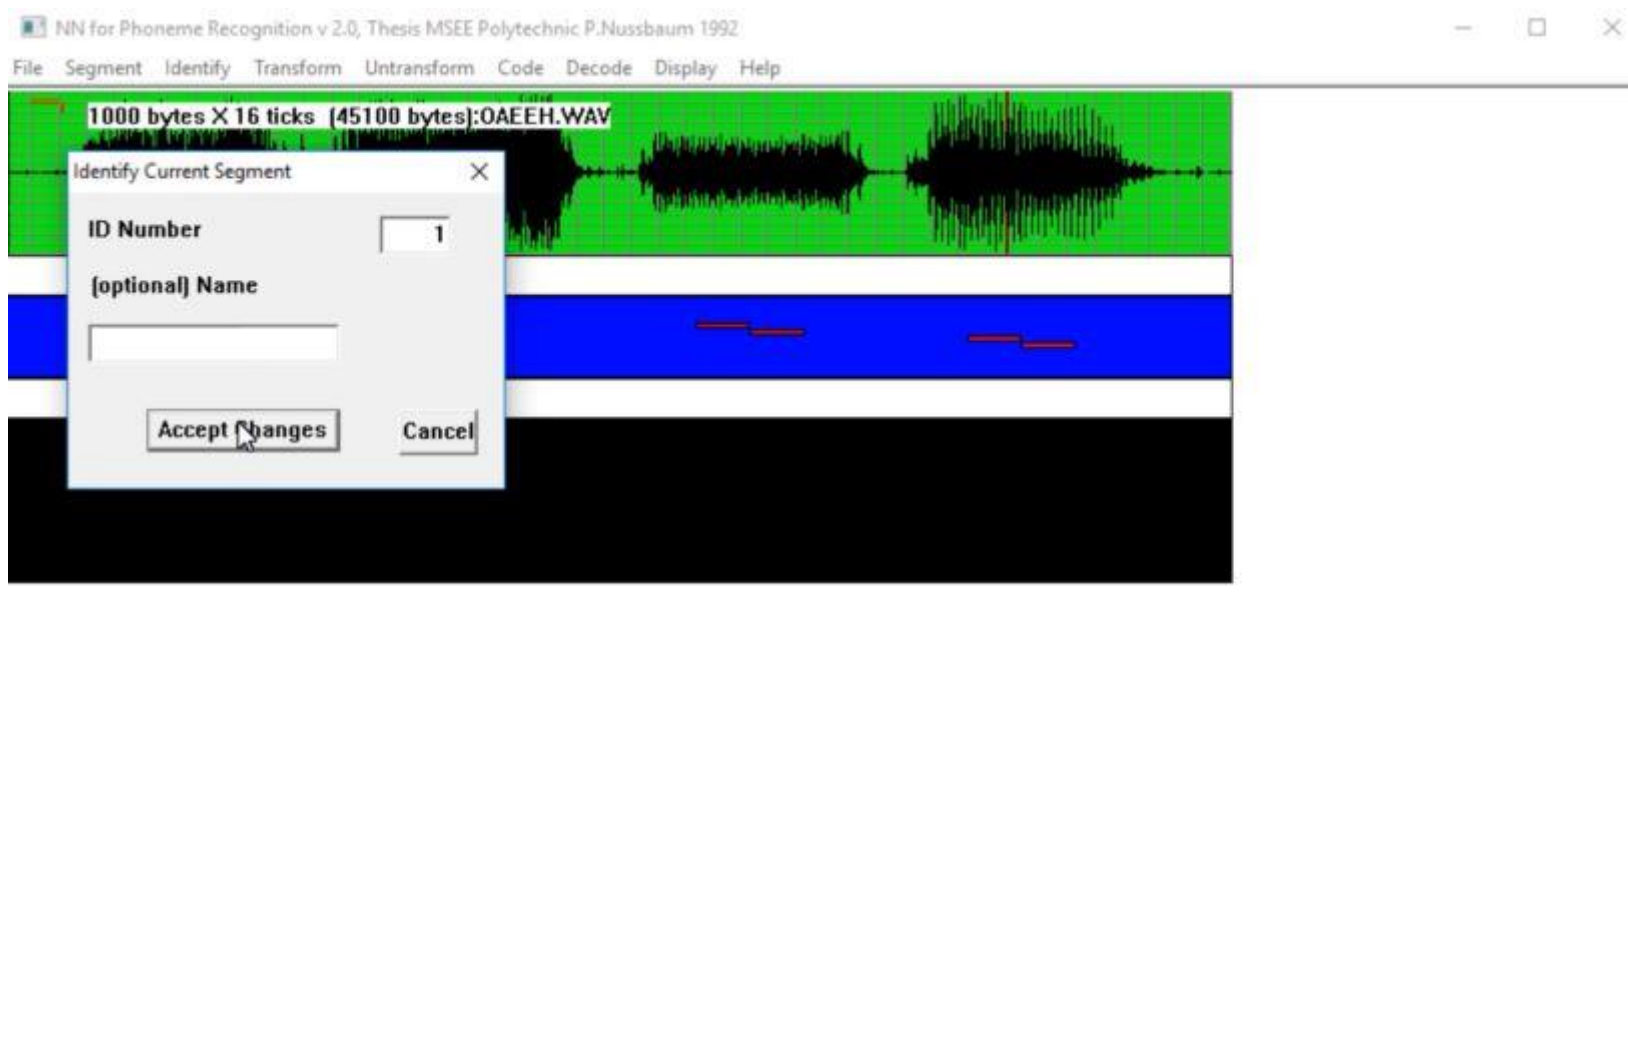 NN for Phoneme Recognition v 2.0, Thesis MSEE Polytechnic P.Nussbaum 1992
File Segment Identify Transform Untransform Code Decode Display Help
1000 bytes X 16 ticks (45100 bytes):OAEEH.WAV
Identify Current Segment
ID Number 1
(optional) Name
Accept Changes Cancel